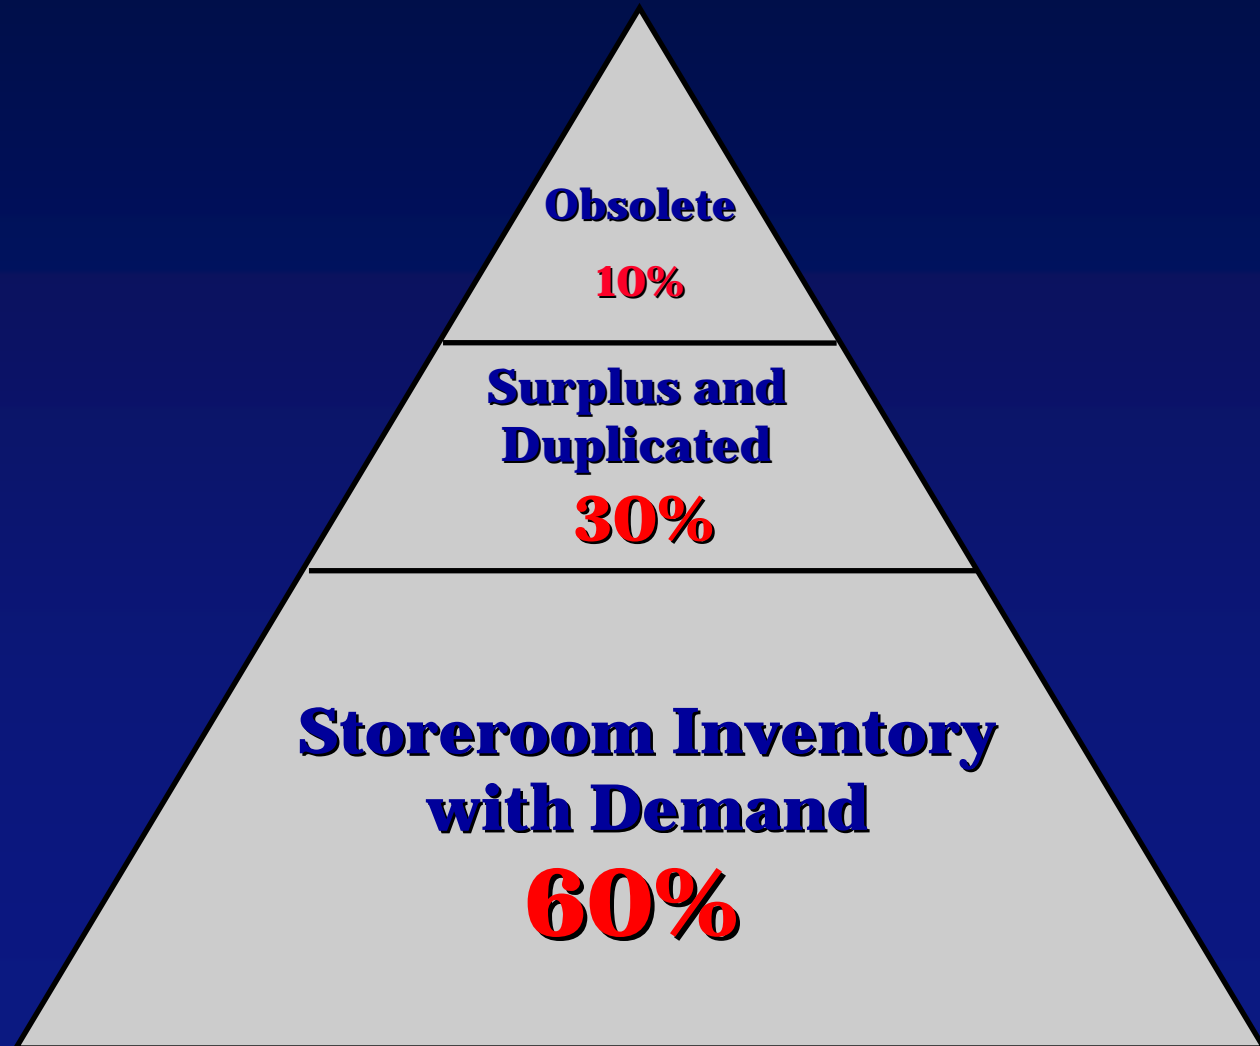 Obsolete
10%
Surplus and
Duplicated
30%
Storeroom Inventory
with Demand
60%